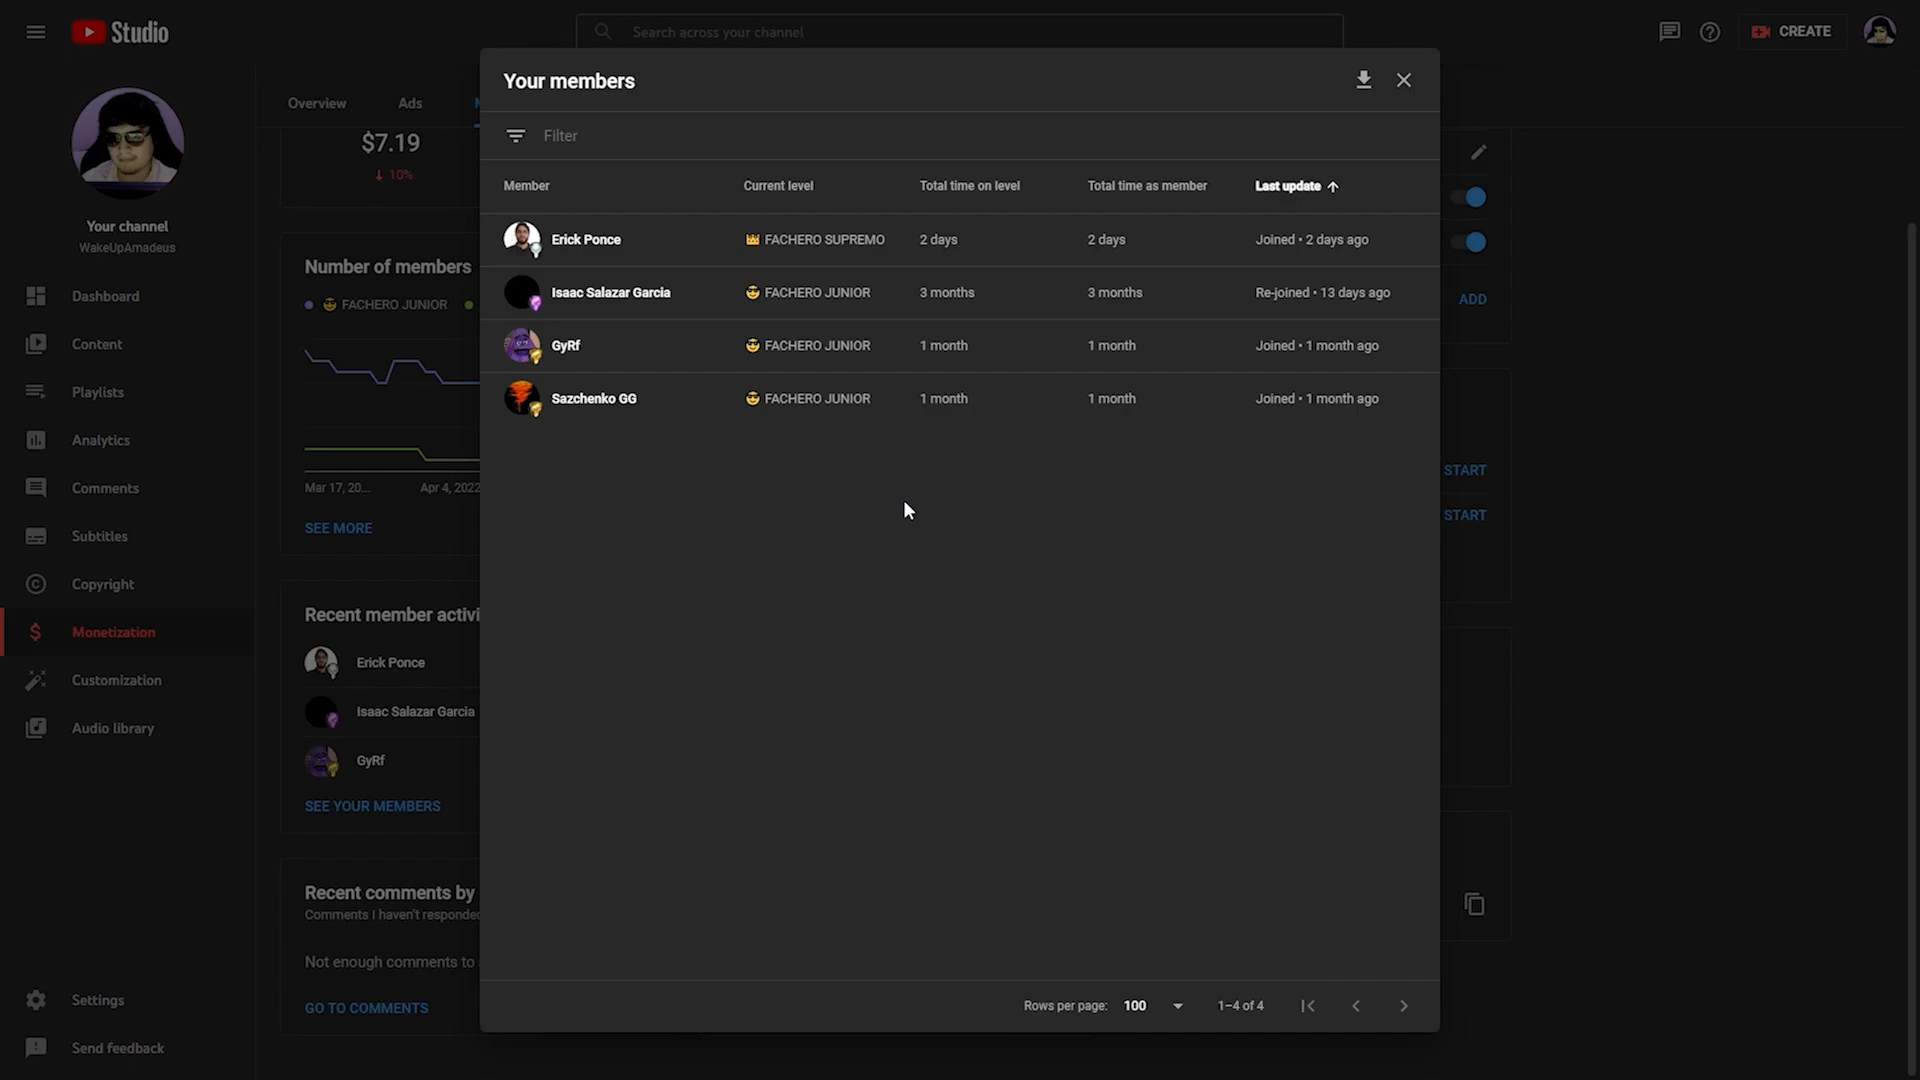 Studio
Search across your channel
CREATE
Your channel
WakeUpAmadeus
Dashboard
Content
Playlists
Analytics
Comments
Subtitles
Copyright
Monetization
Customization
Audio library
Settings
Send feedback
Overview Ads
$7.19
10%
Number of members
😎 FACHERO JUNIOR
Mar 17, 20... Apr 4, 2022
SEE MORE
Recent member activi
Erick Ponce
Isaac Salazar Garcia
GyRf
SEE YOUR MEMBERS
Recent comments by
Comments I haven't responded
Not enough comments to
GO TO COMMENTS
Your members
Filter
Member Current level Total time on level Total time as member Last update
Erick Ponce 👑 FACHERO SUPREMO 2 days 2 days Joined • 2 days ago
Isaac Salazar Garcia 😎 FACHERO JUNIOR 3 months 3 months Re-joined • 13 days ago
GyRf 😎 FACHERO JUNIOR 1 month 1 month Joined • 1 month ago
Sazchenko GG 😎 FACHERO JUNIOR 1 month 1 month Joined • 1 month ago
Rows per page: 100 1–4 of 4
ADD
START
START